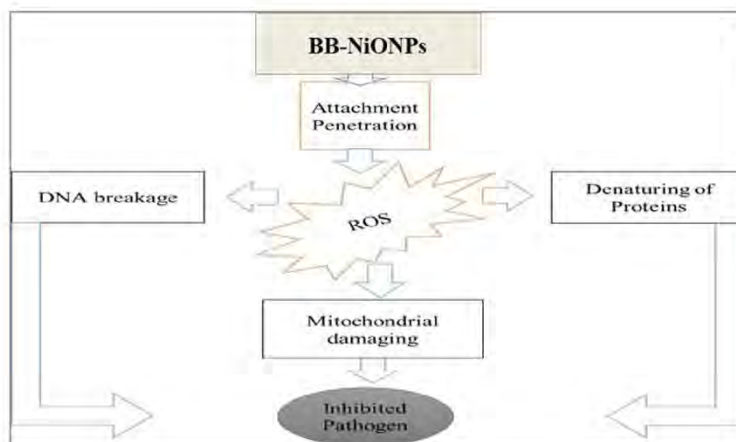 BB-NiONPs
Attachment
Penetration
DNA breakage
ROS
Denaturing of
Proteins
Mitochondrial
damaging
Inhibited
Pathogen